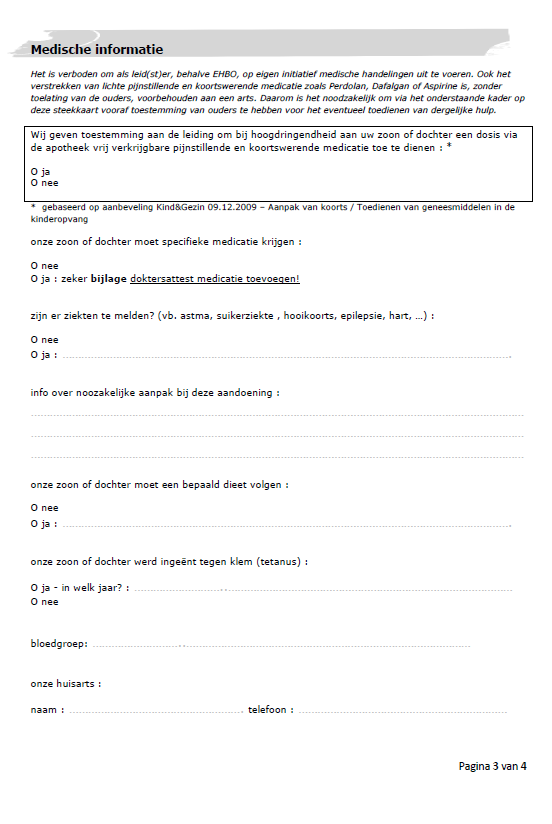 Medische informatie
Het is verboden om als leid(st)er, behalve EHBO, op eigen initiatief medische handelingen uit te voeren. Ook het
verstrekken van lichte pijnstillende en koortswerende medicatie zoals Perdolan, Dafalgan of Aspirine is, zonder
toelating van de ouders, voorbehouden aan een arts. Daarom is het noodzakelijk om via het onderstaande kader op
deze steekkaart vooraf toestemming van ouders te hebben voor het eventueel toedienen van dergelijke hulp.
Wij geven toestemming aan de leiding om bij hoogdringendheid aan uw zoon of dochter een dosis via
de apotheek vrij verkrijgbare pijnstillende en koortswerende medicatie toe te dienen : *
O ja
O nee
* gebaseerd op aanbeveling Kind&Gezin 09.12.2009 – Aanpak van koorts / Toedienen van geneesmiddelen in de
kinderopvang
onze zoon of dochter moet specifieke medicatie krijgen :
O nee
O ja : zeker bijlage doktersattest medicatie toevoegen!
zijn er ziekten te melden? (vb. astma, suikerziekte , hooikoorts, epilepsie, hart, …) :
O nee
O ja :
info over noozakelijke aanpak bij deze aandoening :
onze zoon of dochter moet een bepaald dieet volgen :
O nee
O ja :
onze zoon of dochter werd ingeënt tegen klem (tetanus) :
O ja - in welk jaar? :
O nee
bloedgroep:
onze huisarts :
naam : telefoon :
Pagina 3 van 4